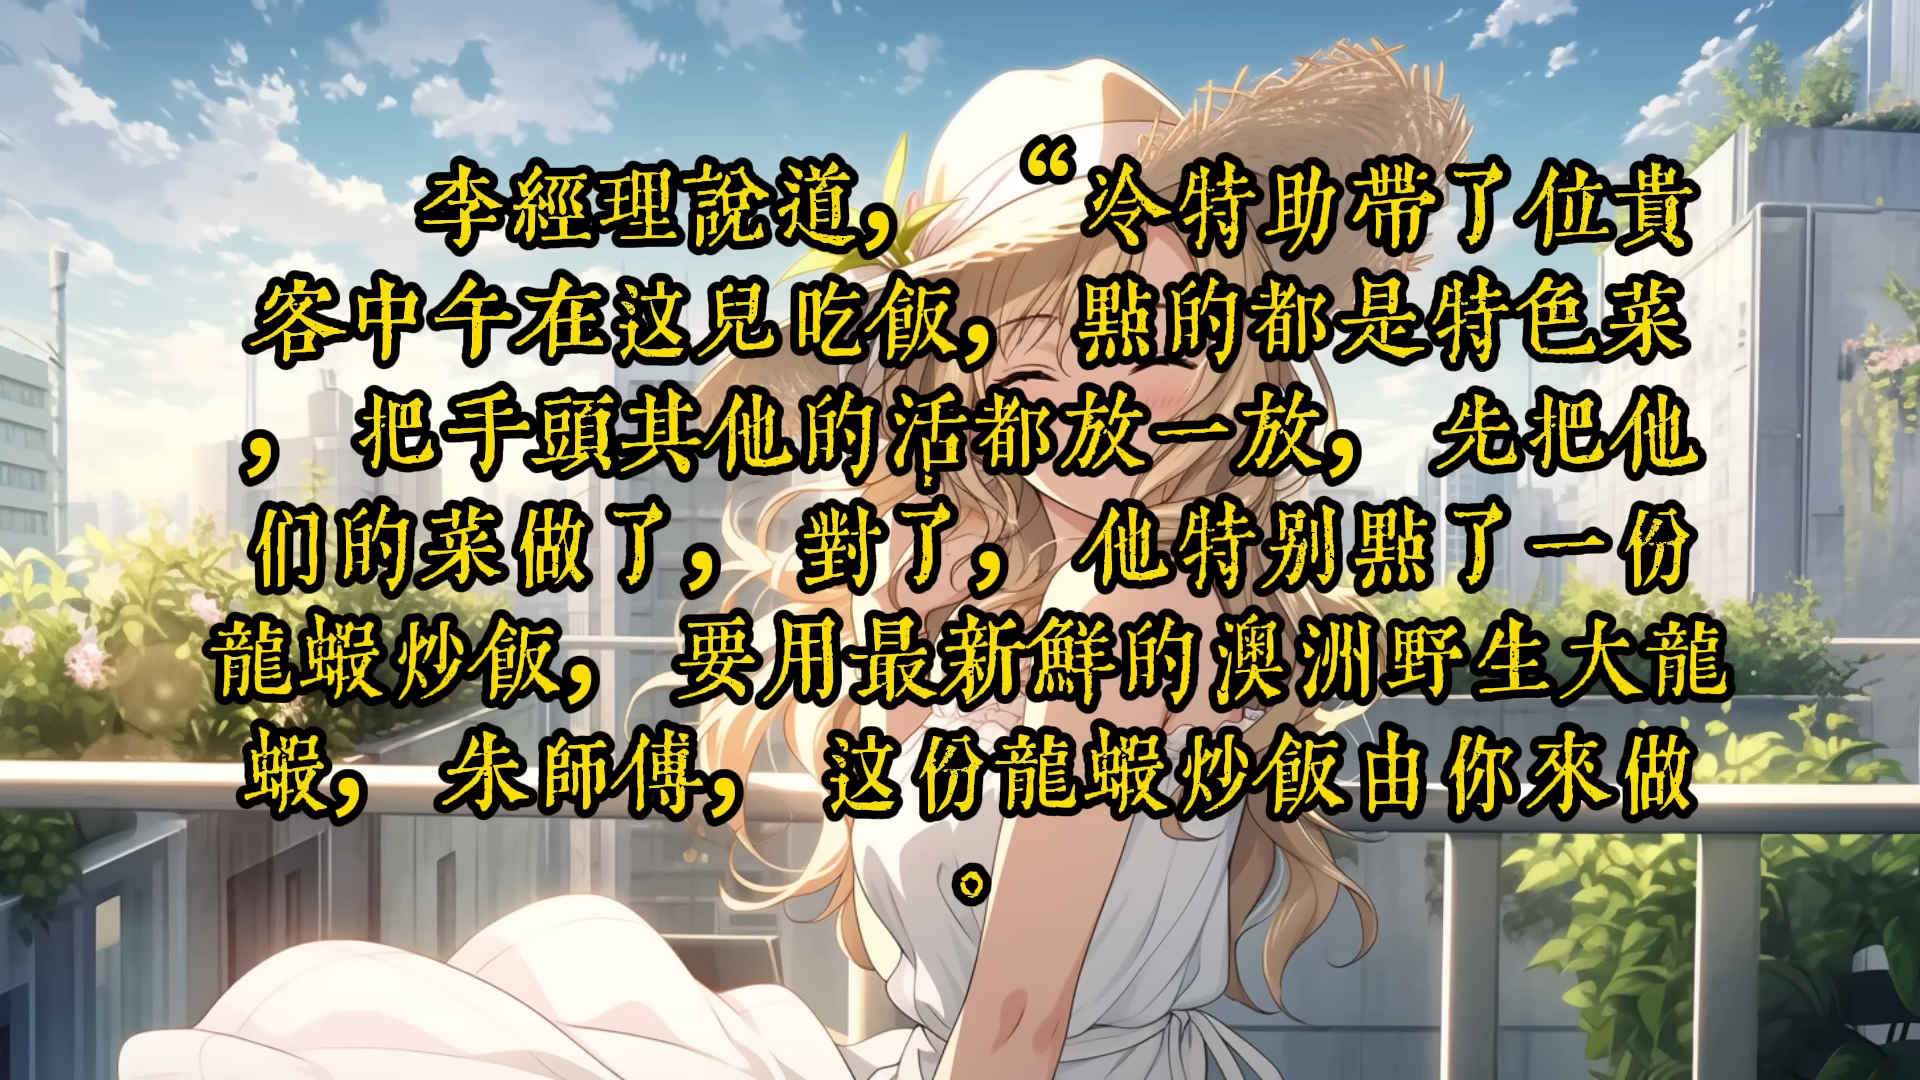 李經理說道，“冷特助帶了位貴
客中午在这兒吃飯，點的都是特色菜
，把手頭其他的活都放一放，先把他
们的菜做了，對了，他特别點了一份
龍蝦炒飯，要用最新鮮的澳洲野生大龍
蝦，朱師傅，这份龍蝦炒飯由你來做
。